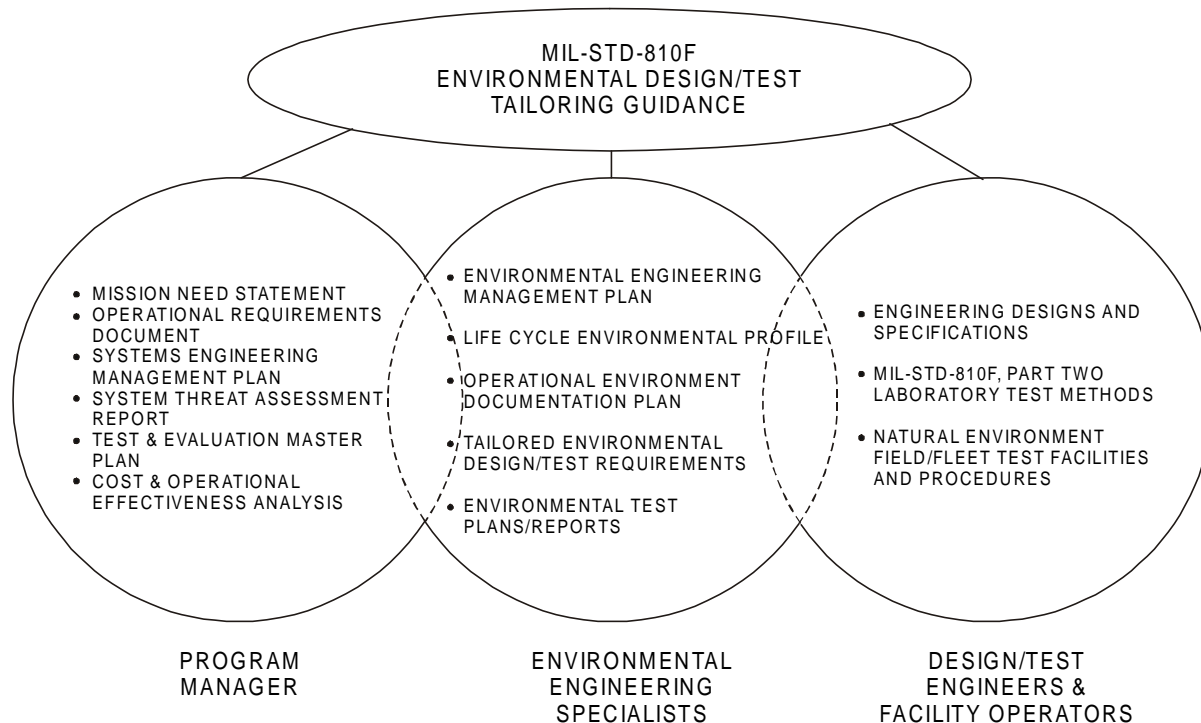 MIL-STD-810F
ENVIRONMENTAL DESIGN/TEST
TAILORING GUIDANCE
• MISSION NEED STATEMENT
• OPERATIONAL REQUIREMENTS
DOCUMENT
• SYSTEMS ENGINEERING
MANAGEMENT PLAN
• SYSTEM THREAT ASSESSMENT
REPORT
• TEST & EVALUATION MASTER
PLAN
• COST & OPERATIONAL
EFFECTIVENESS ANALYSIS
• ENVIRONMENTAL ENGINEERING
MANAGEMENT PLAN
• LIFE CYCLE ENVIRONMENTAL PROFILE
• OPERATIONAL ENVIRONMENT
DOCUMENTATION PLAN
• TAILORED ENVIRONMENTAL
DESIGN/TEST REQUIREMENTS
• ENVIRONMENTAL TEST
PLANS/REPORTS
• ENGINEERING DESIGNS AND
SPECIFICATIONS
• MIL-STD-810F, PART TWO
LABORATORY TEST METHODS
• NATURAL ENVIRONMENT
FIELD/FLEET TEST FACILITIES
AND PROCEDURES
PROGRAM
MANAGER
ENVIRONMENTAL
ENGINEERING
SPECIALISTS
DESIGN/TEST
ENGINEERS &
FACILITY OPERATORS